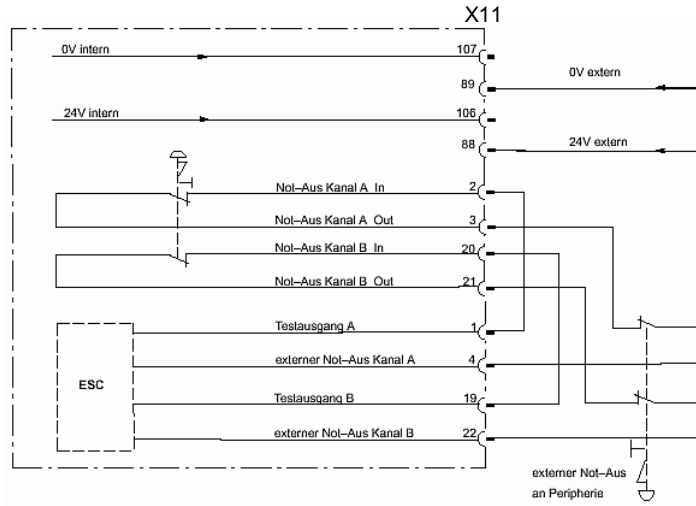 X11
0V intern
107
89
0V extern
24V intern
106
88
24V extern
Not–Aus Kanal A In
2
Not–Aus Kanal A Out
3
Not–Aus Kanal B In
20
Not–Aus Kanal B Out
21
Testausgang A
1
externer Not–Aus Kanal A
4
ESC
Testausgang B
19
externer Not–Aus Kanal B
22
externer Not–Aus
an Peripherie